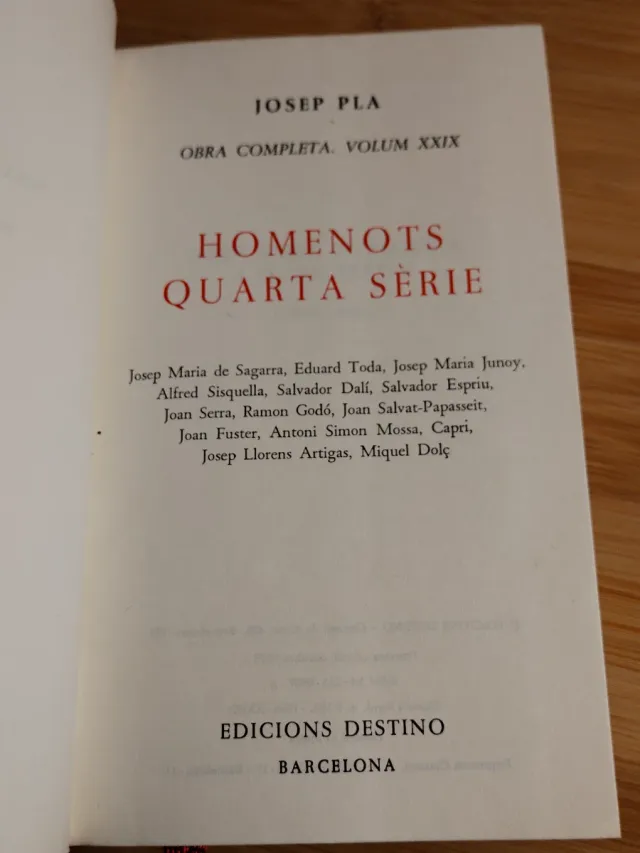 JOSEP PLA
OBRA COMPLETA. VOLUM XXIX
HOMENOTS
QUARTA SÈRIE
Josep Maria de Sagarra, Eduard Toda, Josep Maria Junoy,
Alfred Sisquella, Salvador Dalí, Salvador Espriu,
Joan Serra, Ramon Godó, Joan Salvat-Papasseit,
Joan Fuster, Antoni Simon Mossa, Capri,
Josep Llorens Artigas, Miquel Dolç
EDICIONS DESTINO
BARCELONA